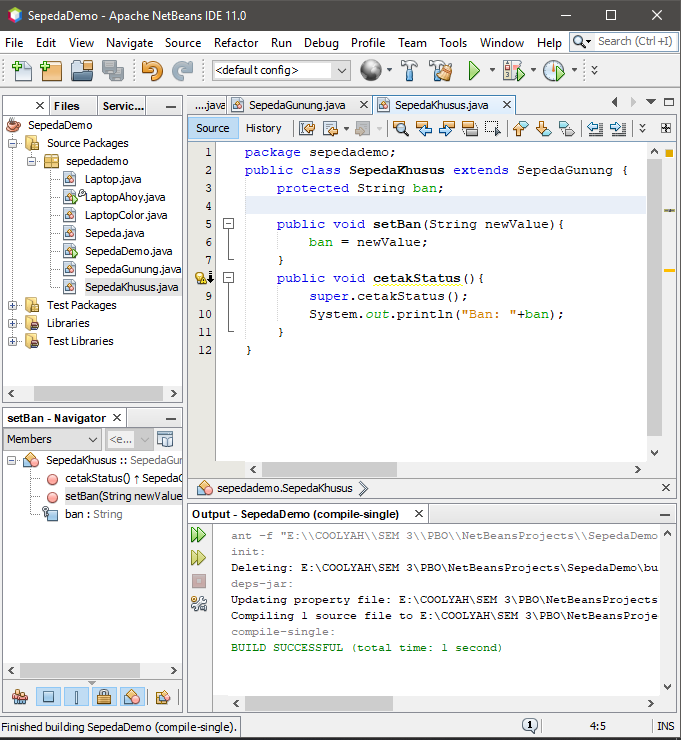 SepedaDemo - Apache NetBeans IDE 11.0
File Edit View Navigate Source Refactor Run Debug Profile Team Tools Window Help Search (Ctrl+I)
<default config>
Files Servic...
SepedaDemo
Source Packages
sepedademo
Laptop.java
LaptopAhoy.java
LaptopColor.java
Sepeda.java
SepedaDemo.java
SepedaGunung.java
SepedaKhusus.java
Test Packages
Libraries
Test Libraries
setBan - Navigator
Members <e...
SepedaKhusus :: SepedaGur
cetakStatus() ↑ SepedaG
setBan(String newValue
ban : String
....java SepedaGunung.java SepedaKhusus.java
Source History
1 package sepedademo;
2 public class SepedaKhusus extends SepedaGunung {
3 protected String ban;
4
5 public void setBan(String newValue){
6 ban = newValue;
7 }
public void cetakStatus(){
9 super.cetakStatus();
10 System.out.println("Ban: "+ban);
11 }
12 }
sepedademo.SepedaKhusus
Output - SepedaDemo (compile-single)
ant -f "E:\\COOLYAH\\SEM 3\\PBO\\NetBeansProjects\\SepedaDemo
init:
Deleting: E:\COOLYAH\SEM 3\PBO\NetBeansProjects\SepedaDemo\bu
deps-jar:
Updating property file: E:\COOLYAH\SEM 3\PBO\NetBeansProjects
Compiling 1 source file to E:\COOLYAH\SEM 3\PBO\NetBeansProje
compile-single:
BUILD SUCCESSFUL (total time: 1 second)
Finished building SepedaDemo (compile-single). 1 4:5 INS